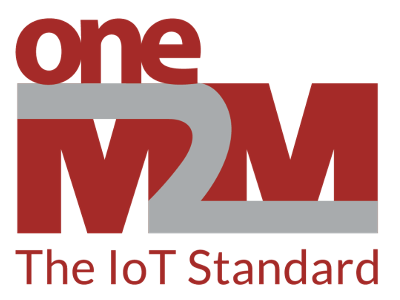 one
M2M
The IoT Standard